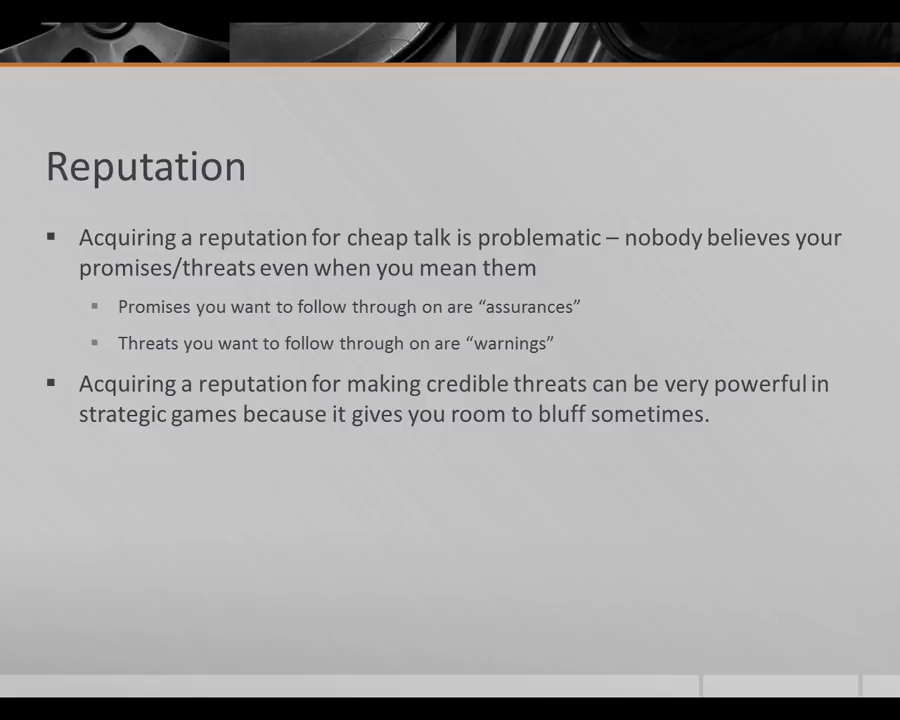 Reputation
▪ Acquiring a reputation for cheap talk is problematic – nobody believes your
promises/threats even when you mean them
▪ Promises you want to follow through on are “assurances”
▪ Threats you want to follow through on are “warnings”
▪ Acquiring a reputation for making credible threats can be very powerful in
strategic games because it gives you room to bluff sometimes.